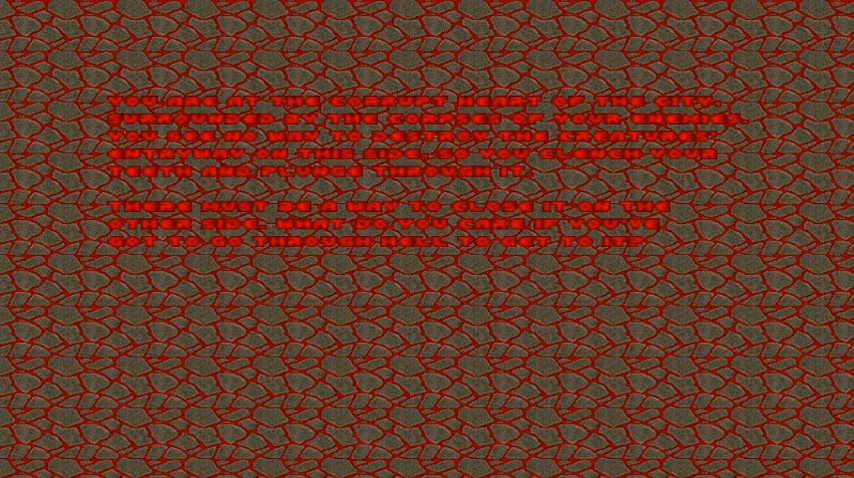 YOU ARE AT THE CORRUPT HEART OF THE CITY,
SURROUNDED BY THE CORPSES OF YOUR ENEMIES.
YOU SEE NO WAY TO DESTROY THE CREATURES'
ENTRYWAY ON THIS SIDE, SO YOU CLENCH YOUR
TEETH AND PLUNGE THROUGH IT.
THERE MUST BE A WAY TO CLOSE IT ON THE
OTHER SIDE. WHAT DO YOU CARE IF YOU'VE
GOT TO GO THROUGH HELL TO GET TO IT?